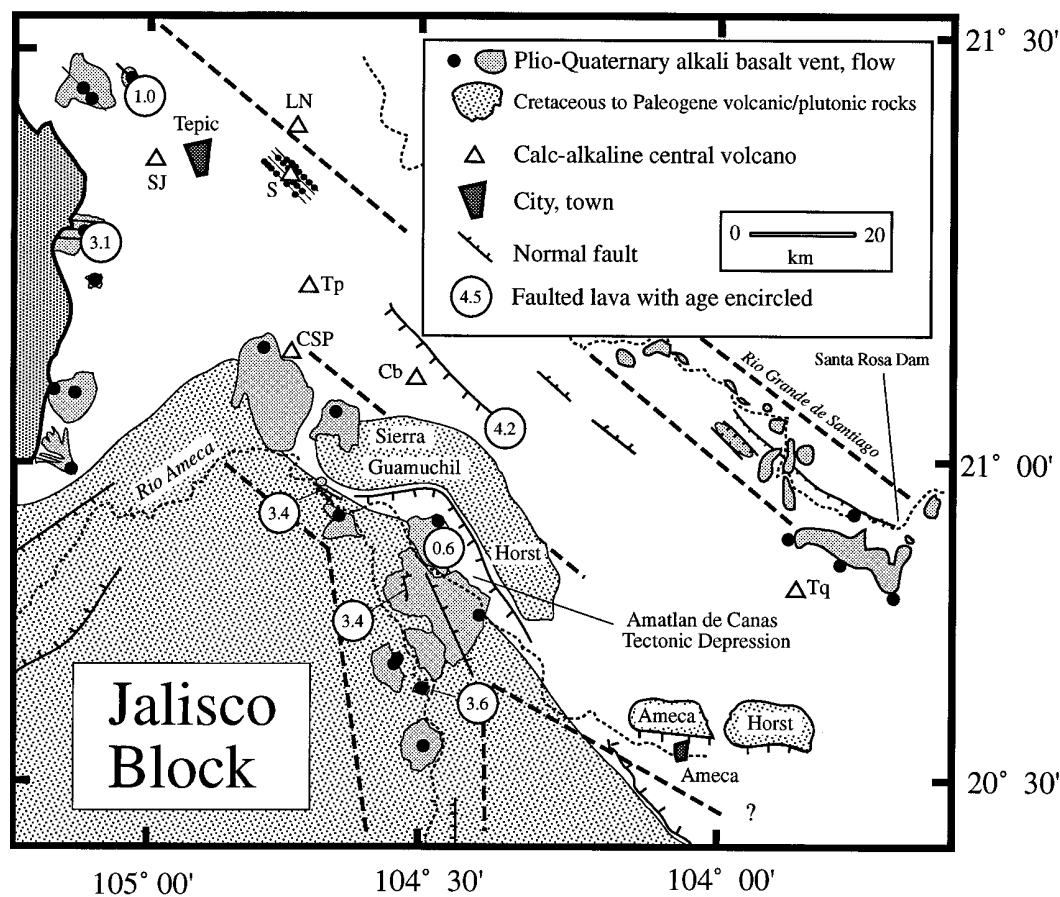 21° 30'
Plio-Quaternary alkali basalt vent, flow
Cretaceous to Paleogene volcanic/plutonic rocks
Calc-alkaline central volcano
City, town
0 20
km
Normal fault
4.5 Faulted lava with age encircled
1.0
LN
Tepic
SJ
S
3.1
Tp
CSP
Cb
Santa Rosa Dam
Rio Grande de Santiago
4.2
Sierra
Guamuchil
Rio Ameca
21° 00'
3.4
0.6
Horst
Tq
3.4
Amatlan de Canas
Tectonic Depression
3.6
Jalisco
Block
Ameca
Horst
Ameca
20° 30'
?
105° 00'
104° 30'
104° 00'